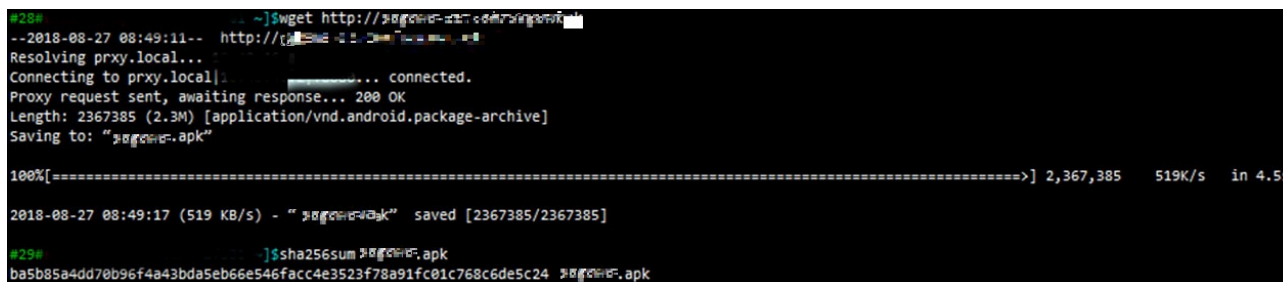 #28# ~]$wget http://
--2018-08-27 08:49:11-- http://
Resolving prxy.local...
Connecting to prxy.local|... connected.
Proxy request sent, awaiting response... 200 OK
Length: 2367385 (2.3M) [application/vnd.android.package-archive]
Saving to: “.apk”
100%[=================================================================================================================>] 2,367,385 519K/s in 4.5
2018-08-27 08:49:17 (519 KB/s) - “ k” saved [2367385/2367385]
#29# ~]$sha256sum .apk
ba5b85a4dd70b96f4a43bda5eb66e546facc4e3523f78a91fc01c768c6de5c24 .apk